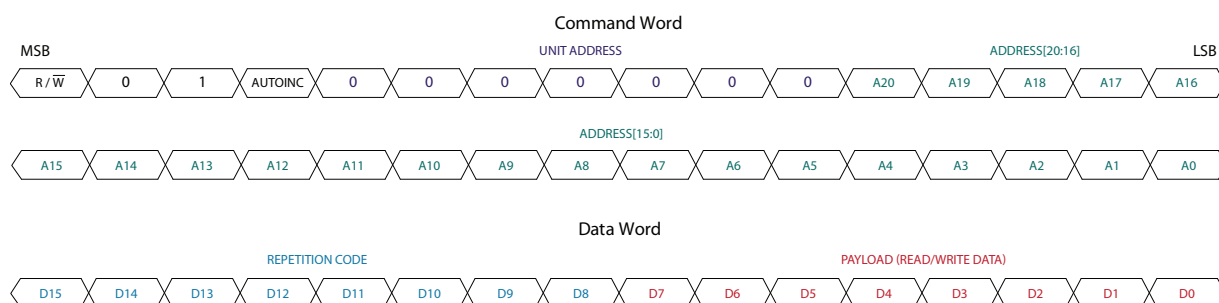 Command Word
MSB UNIT ADDRESS ADDRESS[20:16] LSB
R / W̅ 0 1 AUTOINC 0 0 0 0 0 0 0 A20 A19 A18 A17 A16
ADDRESS[15:0]
A15 A14 A13 A12 A11 A10 A9 A8 A7 A6 A5 A4 A3 A2 A1 A0
Data Word
REPETITION CODE PAYLOAD (READ/WRITE DATA)
D15 D14 D13 D12 D11 D10 D9 D8 D7 D6 D5 D4 D3 D2 D1 D0